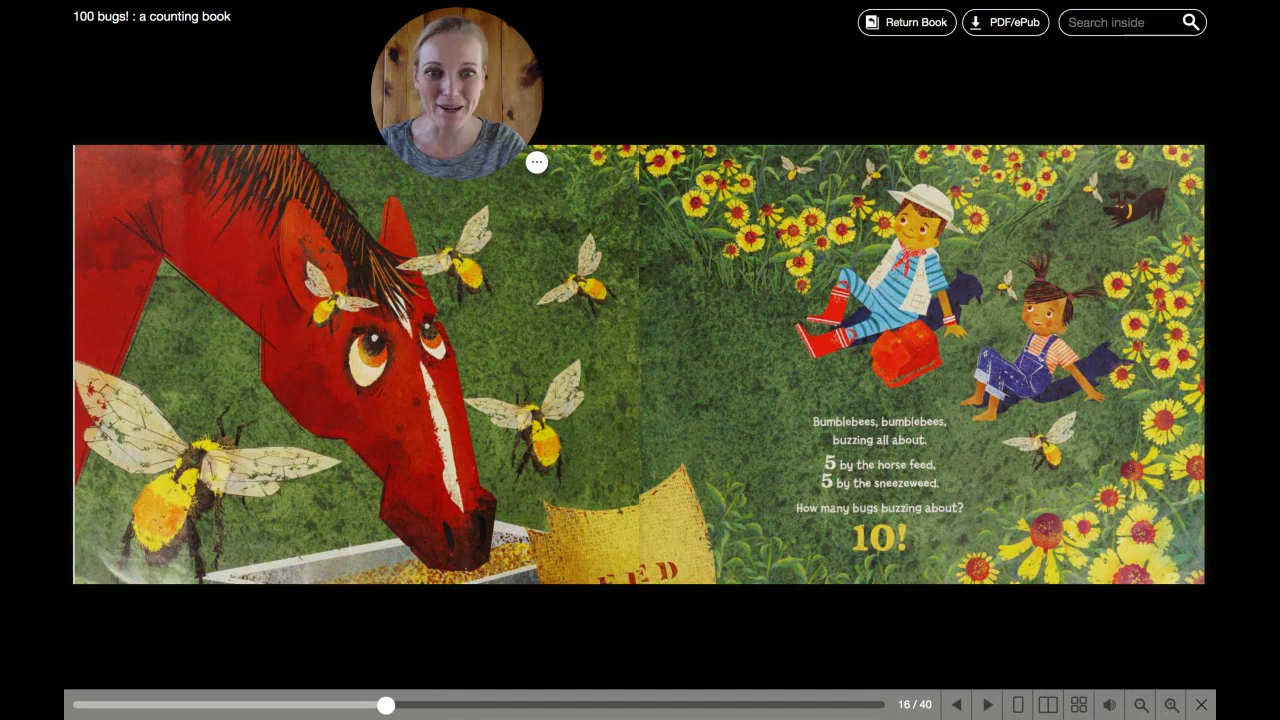 100 bugs! : a counting book
Return Book
PDF/ePub
Search inside
Bumblebees, bumblebees,
buzzing all about.
5 by the horse feed,
5 by the sneezeweed.
How many bugs buzzing about?
10!
EED
16 / 40